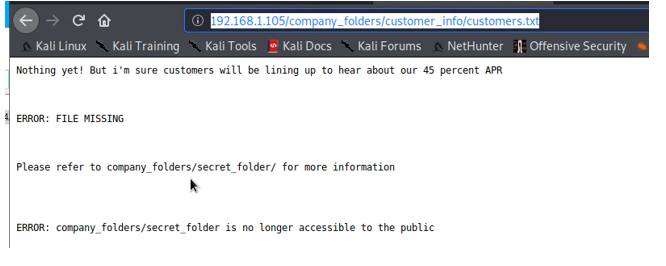 192.168.1.105/company_folders/customer_info/customers.txt
Kali Linux Kali Training Kali Tools Kali Docs Kali Forums NetHunter Offensive Security
Nothing yet! But i'm sure customers will be lining up to hear about our 45 percent APR
ERROR: FILE MISSING
Please refer to company_folders/secret_folder/ for more information
ERROR: company_folders/secret_folder is no longer accessible to the public